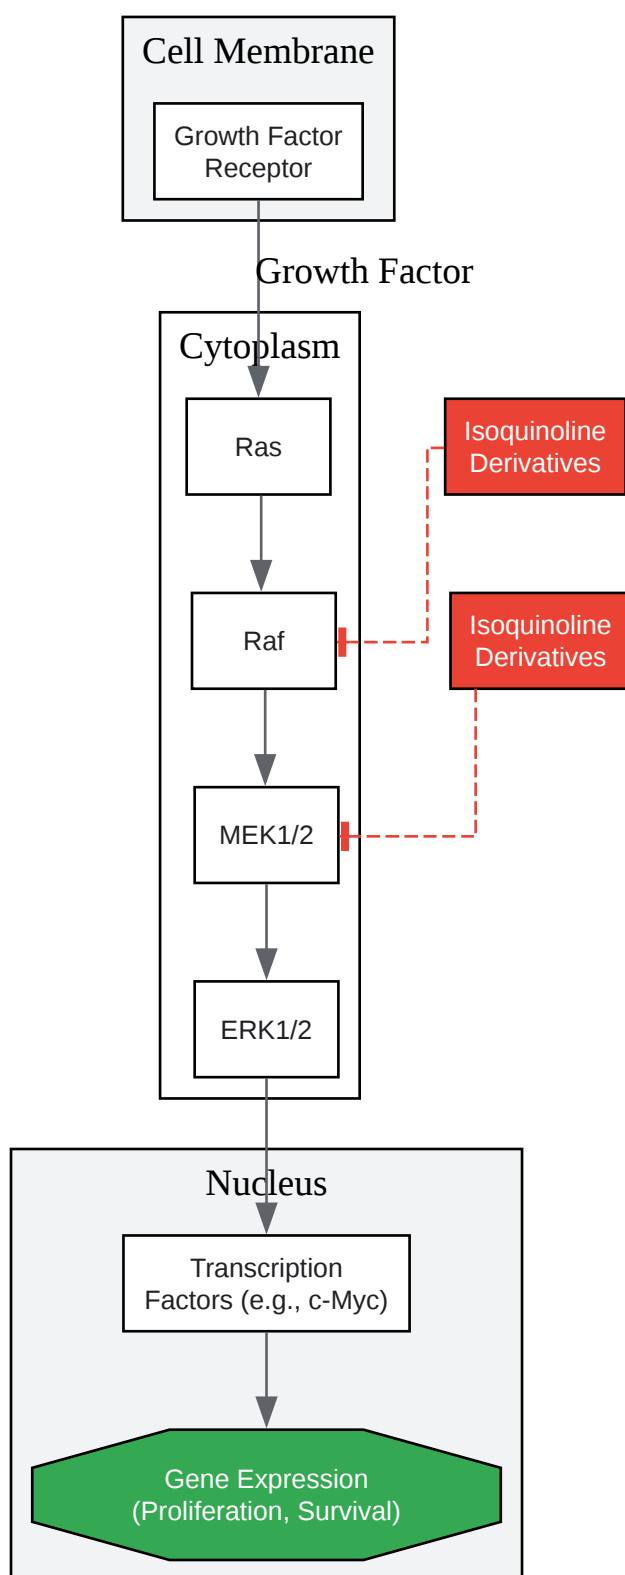 Cell Membrane
Growth Factor
Receptor
Growth Factor
Cytoplasm
Ras
Isoquinoline
Derivatives
Raf
Isoquinoline
Derivatives
MEK1/2
ERK1/2
Nucleus
Transcription
Factors (e.g., c-Myc)
Gene Expression
(Proliferation, Survival)